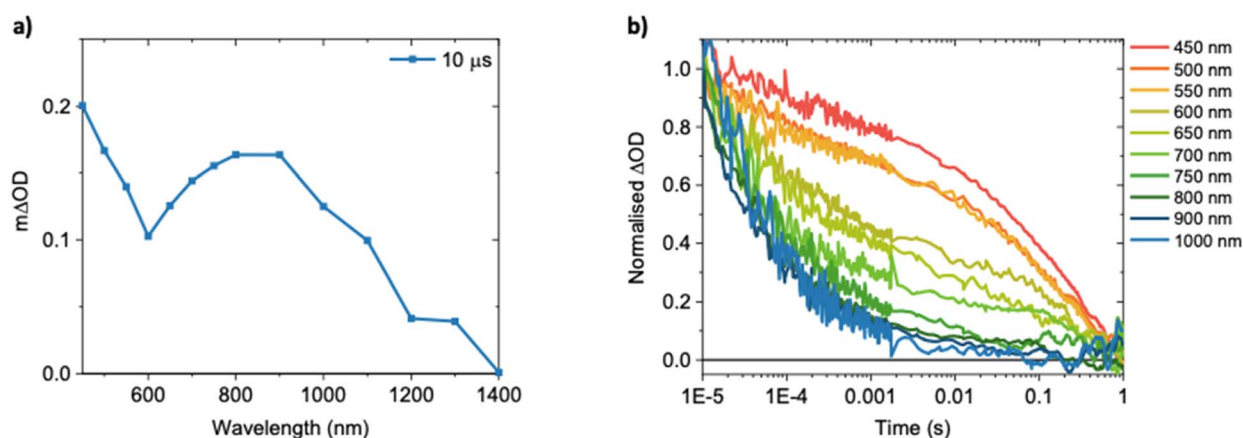 a)
10 μs
mΔOD
0.2
0.1
0.0
600 800 1000 1200 1400
Wavelength (nm)
b)
Normalised ΔOD
1.0
0.8
0.6
0.4
0.2
0.0
1E-5 1E-4 0.001 0.01 0.1 1
Time (s)
450 nm
500 nm
550 nm
600 nm
650 nm
700 nm
750 nm
800 nm
900 nm
1000 nm